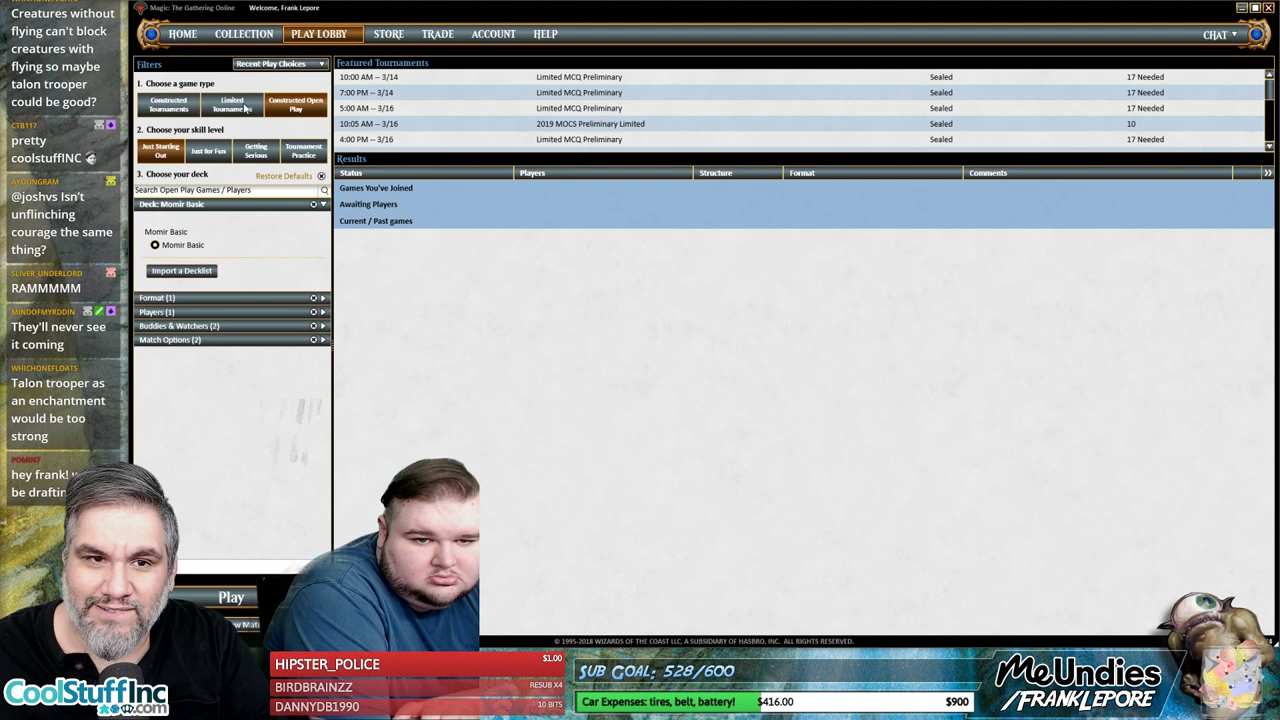 Creatures without
flying can't block
creatures with
flying so maybe
talon trooper
could be good?
CTB117
pretty
coolstuffINC
AYOUNGRAM
@joshvs Isn't
unflinching
courage the same
thing?
SLIVER_UNDERLORD
RAMMMMM
MINDOFMYRDDIN
They'll never see
it coming
WHICHONEFLOATS
Talon trooper as
an enchantment
would be too
strong
hey frank!
be draftin
Magic: The Gathering Online Welcome, Frank Lepore
HOME COLLECTION PLAY LOBBY STORE TRADE ACCOUNT HELP CHAT
Filters Recent Play Choices
1. Choose a game type
Constructed Tournaments Limited Tournaments Constructed Open Play
2. Choose your skill level
Just Starting Out Just for Fun Getting Serious Tournament Practice
3. Choose your deck Restore Defaults
Search Open Play Games / Players
Deck: Momir Basic
Momir Basic
Momir Basic
Import a Decklist
Format (1)
Players (1)
Buddies & Watchers (2)
Match Options (2)
Play
Featured Tournaments
10:00 AM -- 3/14 Limited MCQ Preliminary Sealed 17 Needed
7:00 PM -- 3/14 Limited MCQ Preliminary Sealed 17 Needed
5:00 AM -- 3/16 Limited MCQ Preliminary Sealed 17 Needed
10:05 AM -- 3/16 2019 MOCS Preliminary Limited Sealed 10
4:00 PM -- 3/16 Limited MCQ Preliminary Sealed 17 Needed
Results
Status Players Structure Format Comments
Games You've Joined
Awaiting Players
Current / Past games
© 1995-2018 WIZARDS OF THE COAST LLC, A SUBSIDIARY OF HASBRO, INC. ALL RIGHTS RESERVED.
HIPSTER_POLICE $1.00
BIRDBRAINZZ RESUB X4
DANNYDB1990 10 BITS
SUB GOAL: 528/600
Car Expenses: tires, belt, battery! $416.00 $900
MeUndies
/FRANKLEPORE
CoolStuffInc
.com